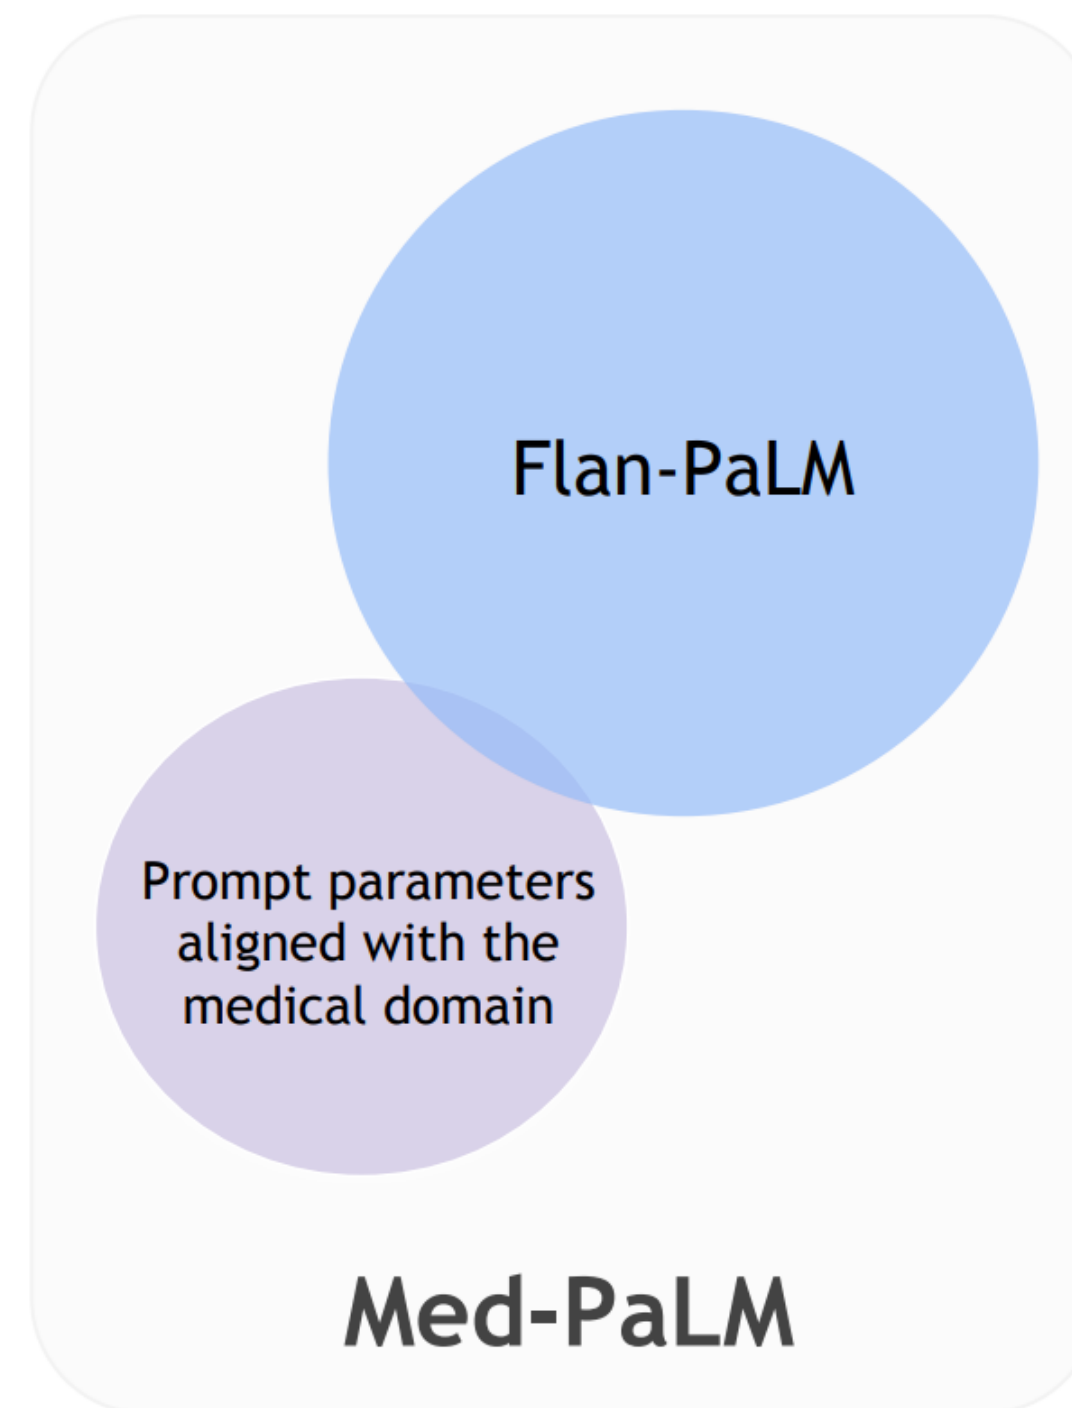 Flan-PaLM
Prompt parameters
aligned with the
medical domain
Med-PaLM